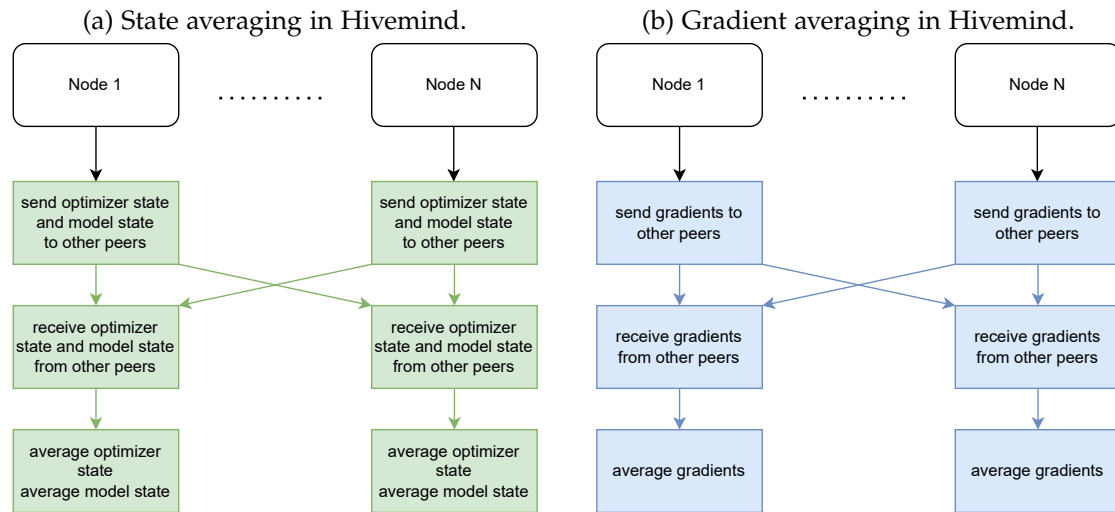 (a) State averaging in Hivemind.
Node 1
..........
Node N
send optimizer state
and model state
to other peers
send optimizer state
and model state
to other peers
receive optimizer
state and model state
from other peers
receive optimizer
state and model state
from other peers
average optimizer
state
average model state
average optimizer
state
average model state
(b) Gradient averaging in Hivemind.
Node 1
..........
Node N
send gradients to
other peers
send gradients to
other peers
receive gradients
from other peers
receive gradients
from other peers
average gradients
average gradients